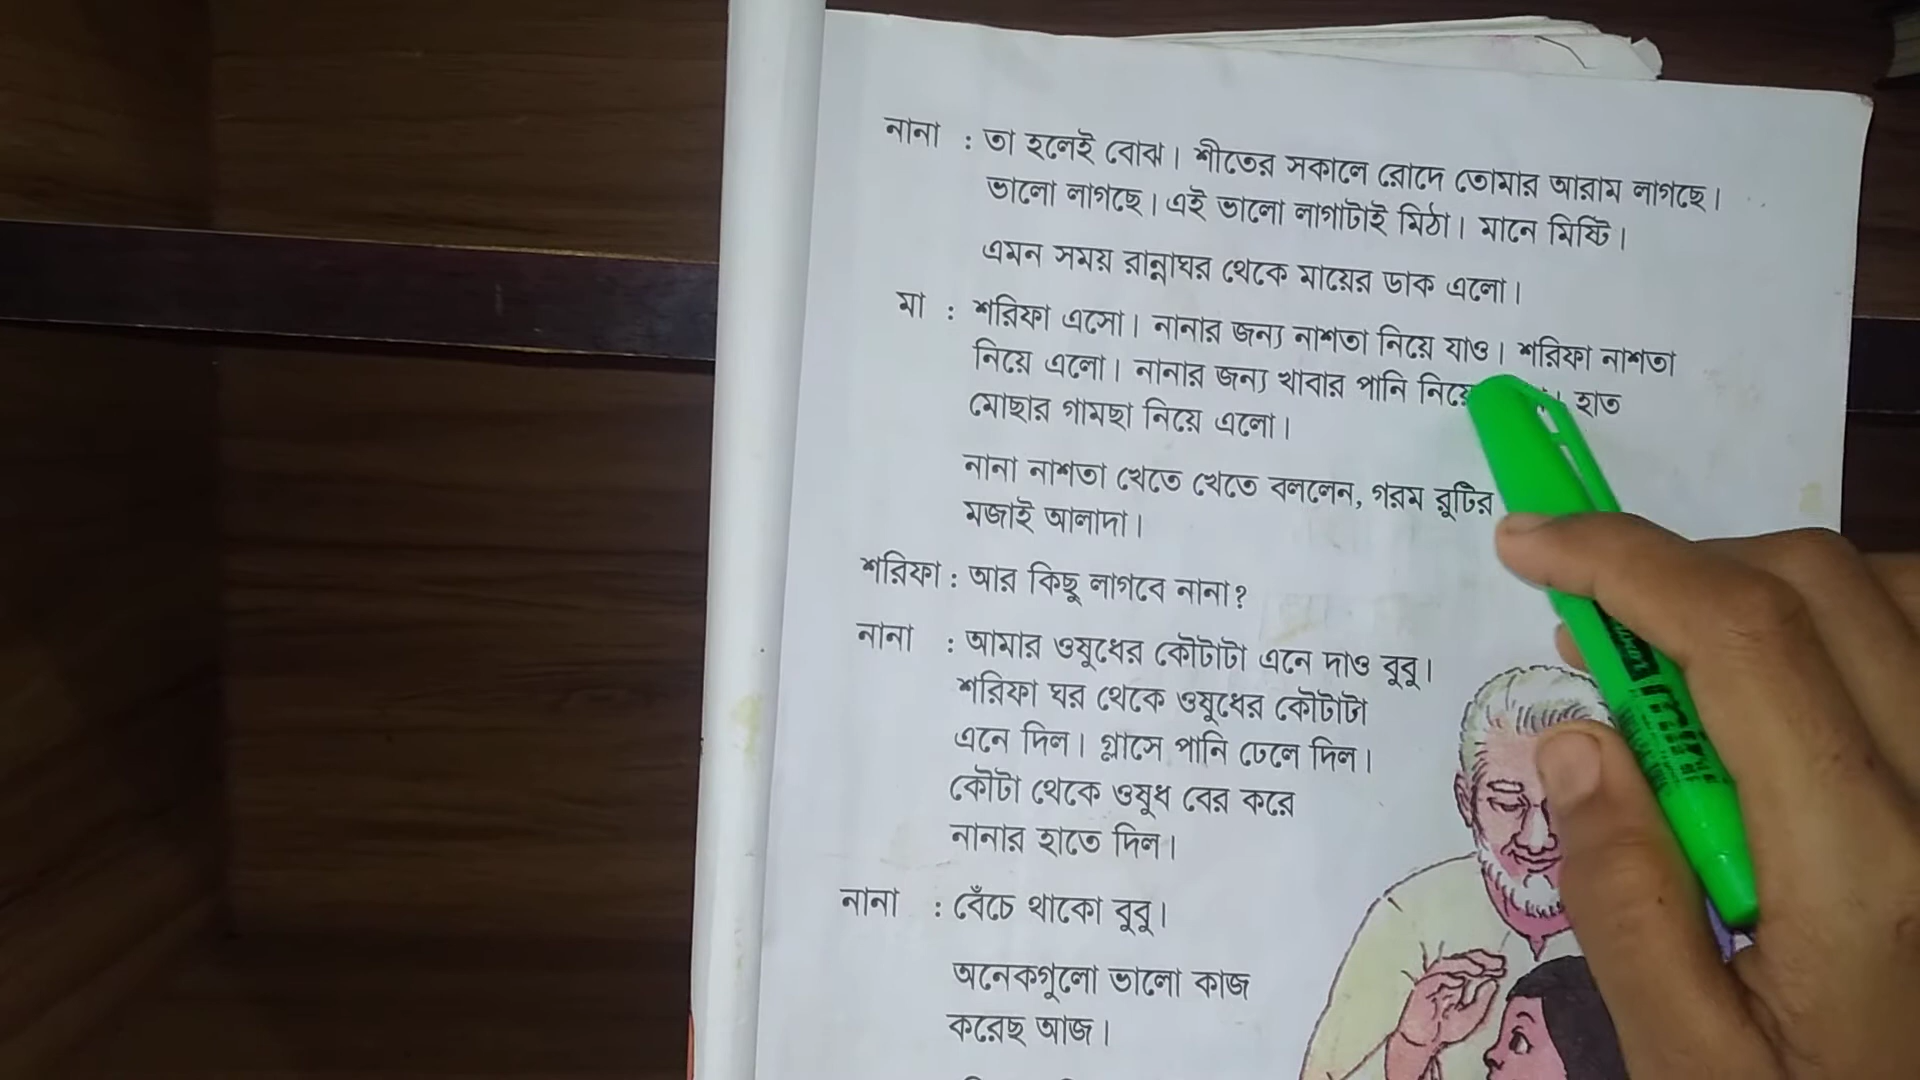 নানা : তা হলেই বোঝ। শীতের সকালে রোদে তোমার আরাম লাগছে।
ভালো লাগছে। এই ভালো লাগাটাই মিঠা। মানে মিষ্টি।
এমন সময় রান্নাঘর থেকে মায়ের ডাক এলো।
মা : শরিফা এসো। নানার জন্য নাশতা নিয়ে যাও। শরিফা নাশতা
নিয়ে এলো। নানার জন্য খাবার পানি নিয়ে হাত
মোছার গামছা নিয়ে এলো।
নানা নাশতা খেতে খেতে বললেন, গরম রুটির
মজাই আলাদা।
শরিফা : আর কিছু লাগবে নানা?
নানা : আমার ওষুধের কৌটাটা এনে দাও বুবু।
শরিফা ঘর থেকে ওষুধের কৌটাটা
এনে দিল। গ্লাসে পানি ঢেলে দিল।
কৌটা থেকে ওষুধ বের করে
নানার হাতে দিল।
নানা : বেঁচে থাকো বুবু।
অনেকগুলো ভালো কাজ
করেছ আজ।